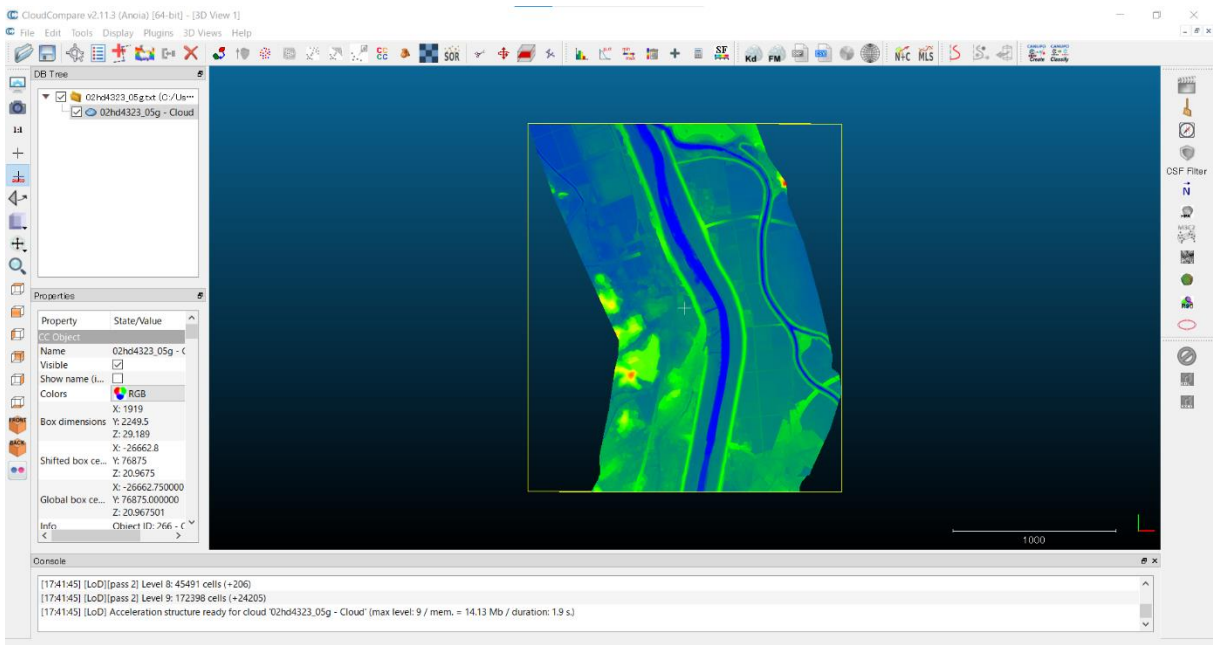 CloudCompare v2.11.3 (Anoia) [64-bit] - [3D View 1]
File Edit Tools Display Plugins 3D Views Help
SOR
SF
Kd
FM
N+C
MLS
CANUPO Create
CANUPO Classify
DB Tree
02hd4323_05g.txt (C:/Us···
02hd4323_05g - Cloud
1:1
Properties
Property State/Value
CC Object
Name 02hd4323_05g - C
Visible
Show name (i...
Colors RGB
Box dimensions X: 1919
Y: 2249.5
Z: 29.189
Shifted box ce... X: -26662.8
Y: 76875
Z: 20.9675
Global box ce... X: -26662.750000
Y: 76875.000000
Z: 20.967501
Info Object ID: 266 - C
FRONT
BACK
1000
CSF Filter
N
Console
[17:41:45] [LoD][pass 2] Level 8: 45491 cells (+206)
[17:41:45] [LoD][pass 2] Level 9: 172398 cells (+24205)
[17:41:45] [LoD] Acceleration structure ready for cloud '02hd4323_05g - Cloud' (max level: 9 / mem. = 14.13 Mb / duration: 1.9 s.)